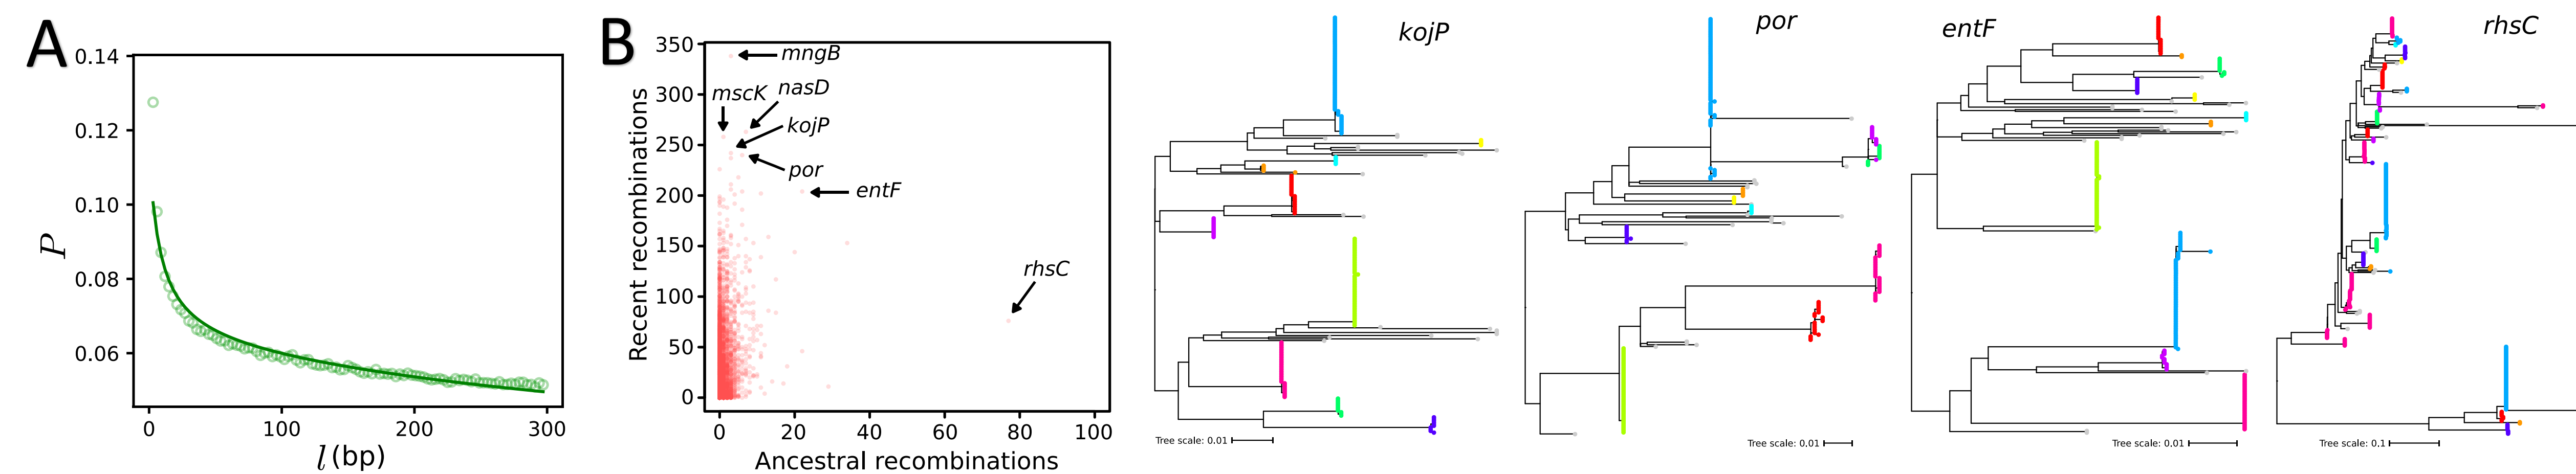 A
0.14
0.12
0.10
0.08
0.06
P
0
100
200
300
l (bp)
B
350
300
250
200
150
100
50
0
Recent recombinations
0
20
40
60
80
100
Ancestral recombinations
mngB
mscK
nasD
kojP
por
entF
rhsC
kojP
Tree scale: 0.01
por
Tree scale: 0.01
entF
Tree scale: 0.01
rhsC
Tree scale: 0.1